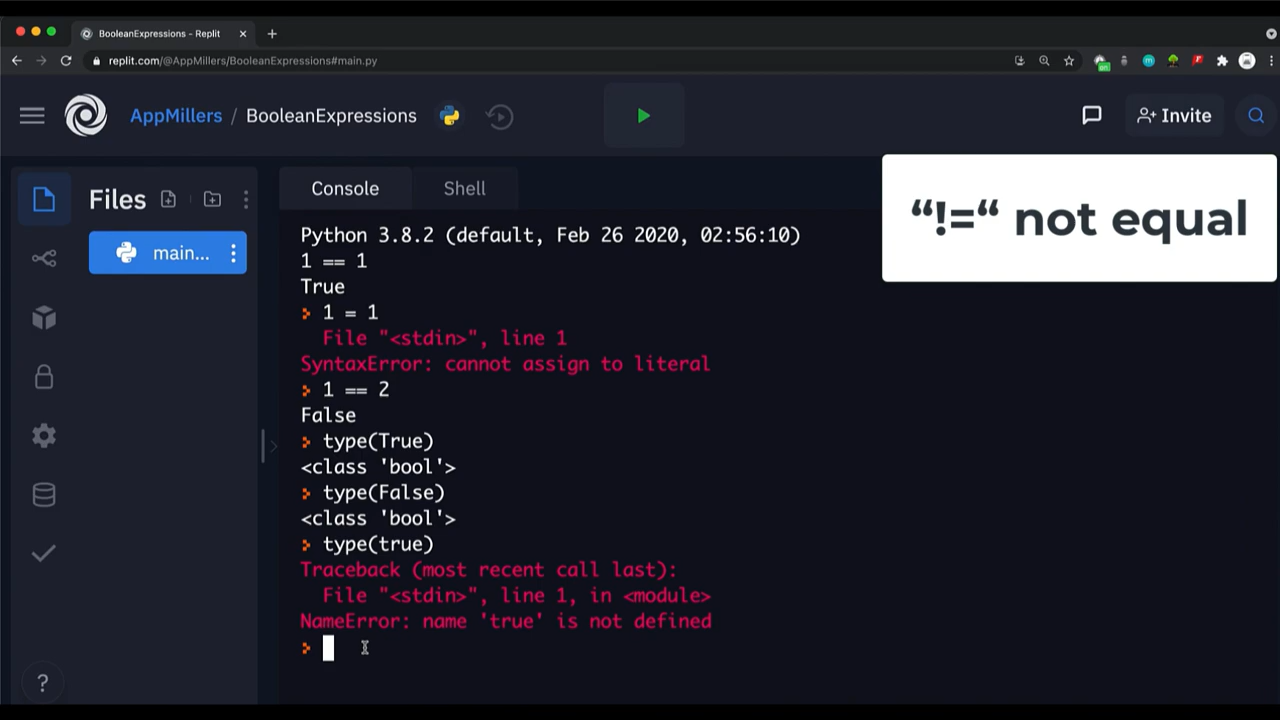 BooleanExpressions - Replit
replit.com/@AppMillers/BooleanExpressions#main.py
AppMillers / BooleanExpressions
Invite
Files
main...
Console
Shell
“!=“ not equal
Python 3.8.2 (default, Feb 26 2020, 02:56:10)
1 == 1
True
1 = 1
File "<stdin>", line 1
SyntaxError: cannot assign to literal
1 == 2
False
type(True)
<class 'bool'>
type(False)
<class 'bool'>
type(true)
Traceback (most recent call last):
File "<stdin>", line 1, in <module>
NameError: name 'true' is not defined
?